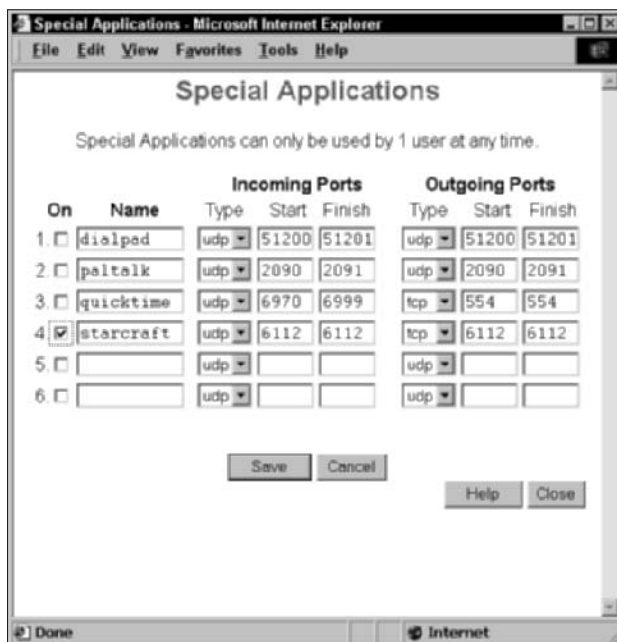 Special Applications - Microsoft Internet Explorer
File Edit View Favorites Tools Help
Special Applications
Special Applications can only be used by 1 user at any time.
Incoming Ports Outgoing Ports
On Name Type Start Finish Type Start Finish
1. dialpad udp 51200 51201 udp 51200 51201
2. paltalk udp 2090 2091 udp 2090 2091
3. quicktime udp 6970 6999 tcp 554 554
4. starcraft udp 6112 6112 tcp 6112 6112
5. udp udp
6. udp udp
Save Cancel
Help Close
Done Internet